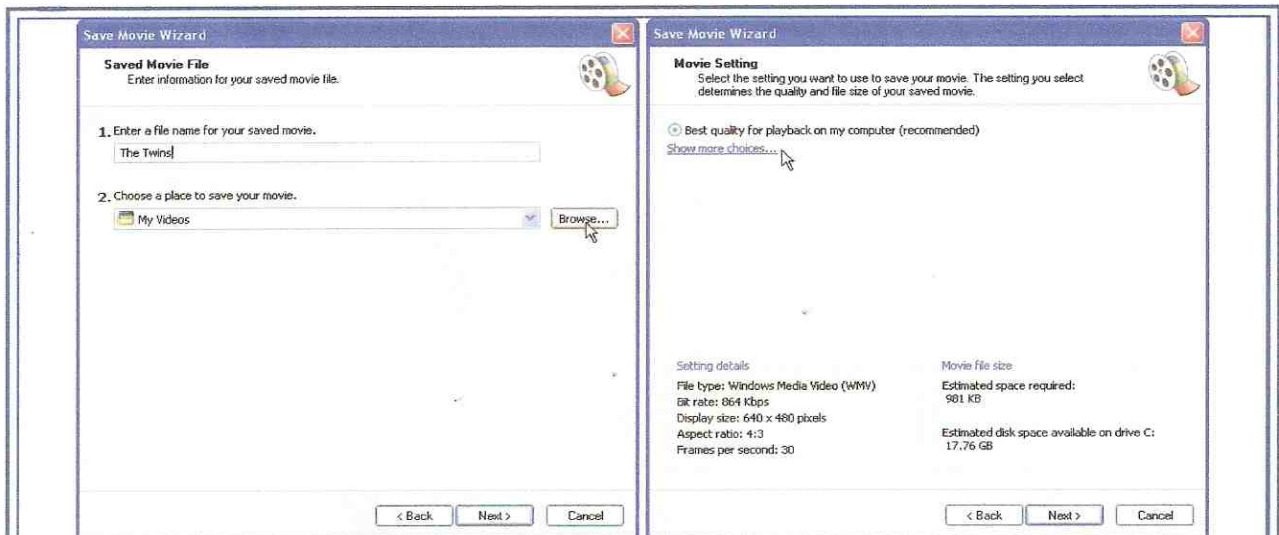 Save Movie Wizard
Saved Movie File
Enter information for your saved movie file.
1. Enter a file name for your saved movie.
The Twins
2. Choose a place to save your movie.
My Videos
Browse...
< Back
Next >
Cancel
Save Movie Wizard
Movie Setting
Select the setting you want to use to save your movie. The setting you select
determines the quality and file size of your saved movie.
Best quality for playback on my computer (recommended)
Show more choices...
Setting details
File type: Windows Media Video (WMV)
Bit rate: 864 Kbps
Display size: 640 x 480 pixels
Aspect ratio: 4:3
Frames per second: 30
Movie file size
Estimated space required:
981 KB
Estimated disk space available on drive C:
17.76 GB
< Back
Next >
Cancel